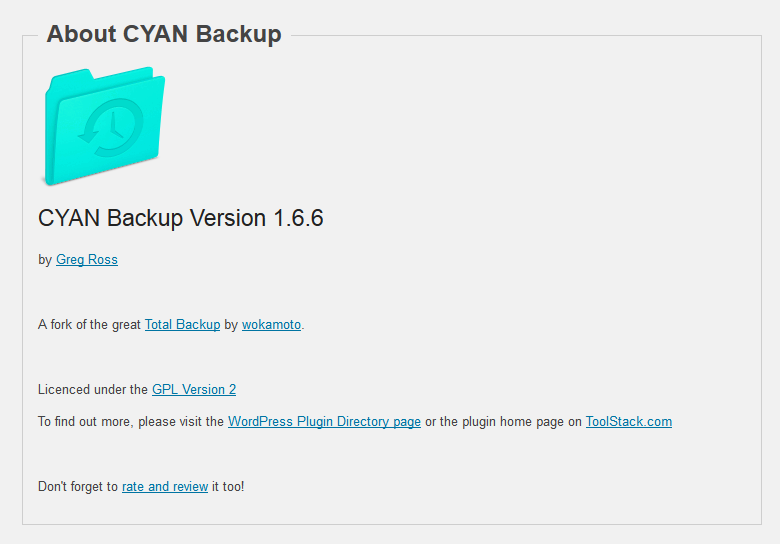 About CYAN Backup
CYAN Backup Version 1.6.6
by Greg Ross
A fork of the great Total Backup by wokamoto.
Licenced under the GPL Version 2
To find out more, please visit the WordPress Plugin Directory page or the plugin home page on ToolStack.com
Don't forget to rate and review it too!